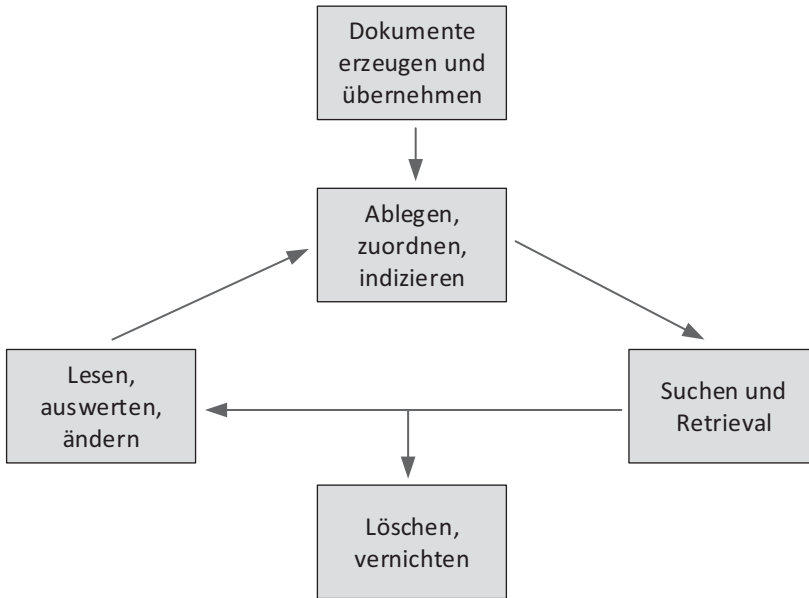 Dokumente
erzeugen und
übernehmen
Ablegen,
zuordnen,
indizieren
Lesen,
auswerten,
ändern
Suchen und
Retrieval
Löschen,
vernichten